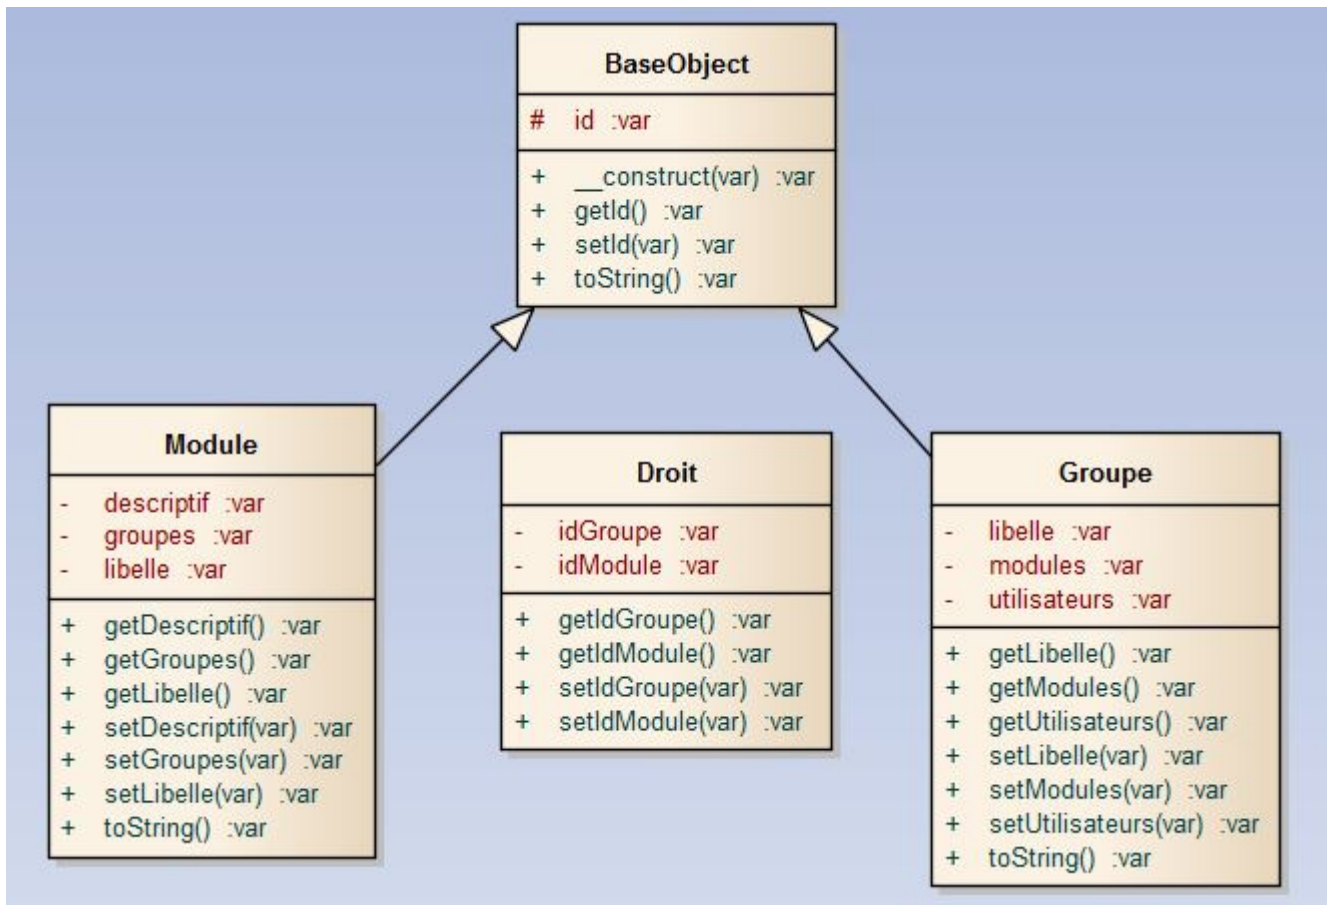 BaseObject
# id :var
+ __construct(var) :var
+ getId() :var
+ setId(var) :var
+ toString() :var
Module
- descriptif :var
- groupes :var
- libelle :var
+ getDescriptif() :var
+ getGroupes() :var
+ getLibelle() :var
+ setDescriptif(var) :var
+ setGroupes(var) :var
+ setLibelle(var) :var
+ toString() :var
Droit
- idGroupe :var
- idModule :var
+ getIdGroupe() :var
+ getIdModule() :var
+ setIdGroupe(var) :var
+ setIdModule(var) :var
Groupe
- libelle :var
- modules :var
- utilisateurs :var
+ getLibelle() :var
+ getModules() :var
+ getUtilisateurs() :var
+ setLibelle(var) :var
+ setModules(var) :var
+ setUtilisateurs(var) :var
+ toString() :var